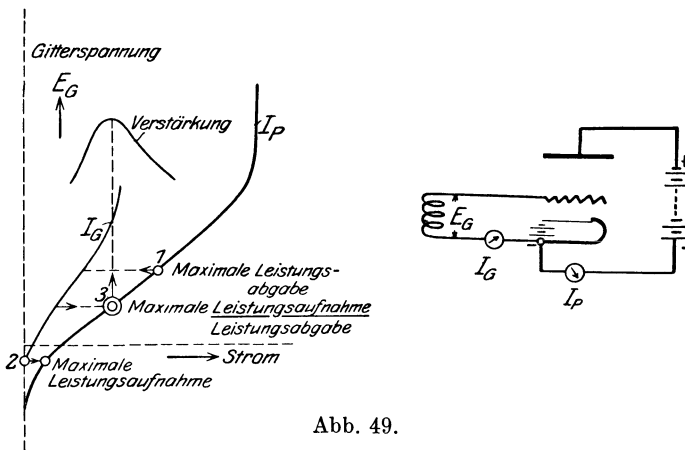 Gitterspannung
E_G
Verstärkung
I_P
I_G
1
Maximale Leistungs-
abgabe
3
Maximale Leistungsaufnahme
Leistungsabgabe
Strom
2
Maximale
Leistungsaufnahme
+
E_G
I_G
I_P
Abb. 49.